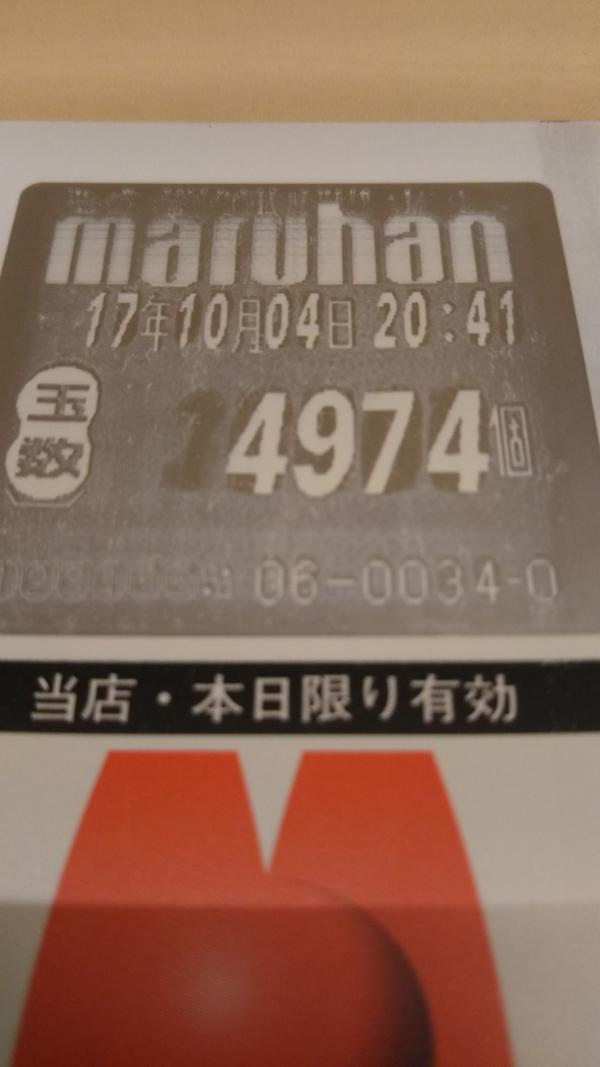 maruhan
17年10月04日 20:41
玉数 4974個
06-0034-0
当店・本日限り有効